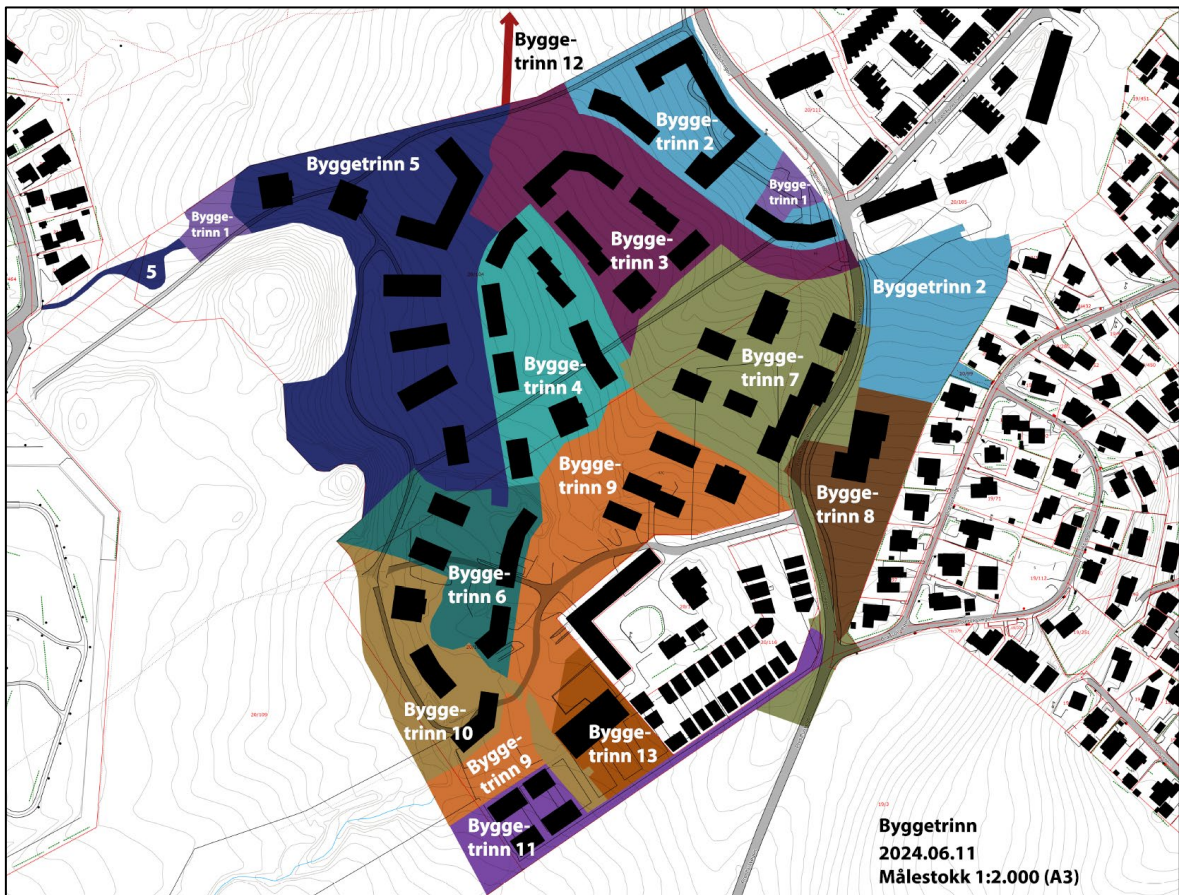 Bygge-
trinn 12
Bygge-
trinn 2
Byggetrinn 5
Bygge-
trinn 1
Bygge-
trinn 1
5
Bygge-
trinn 3
Byggetrinn 2
Bygge-
trinn 4
Bygge-
trinn 7
Bygge-
trinn 9
Bygge-
trinn 8
Bygge-
trinn 6
Bygge-
trinn 10
Bygge-
trinn 9
Bygge-
trinn 13
Bygge-
trinn 11
Byggetrinn
2024.06.11
Målestokk 1:2.000 (A3)